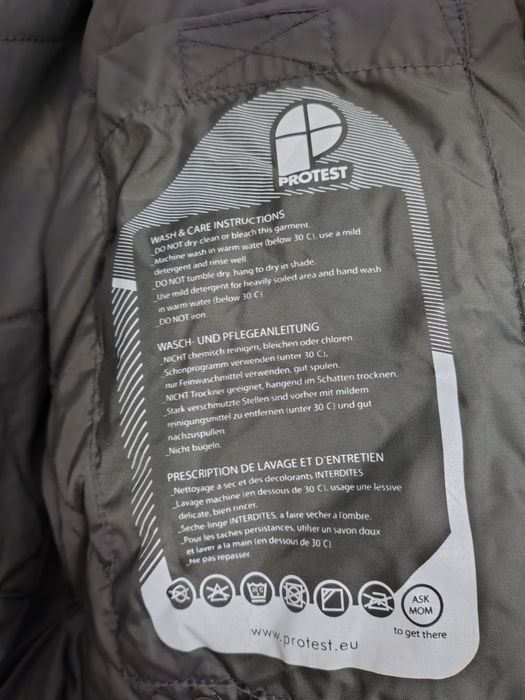 PROTEST
WASH & CARE INSTRUCTIONS
_DO NOT dry-clean or bleach this garment.
_Machine wash in warm water (below 30 C), use a mild
detergent and rinse well.
_DO NOT tumble dry, hang to dry in shade.
_Use mild detergent for heavily soiled area and hand wash
in warm water (below 30 C).
_DO NOT iron.
WASCH- UND PFLEGEANLEITUNG
_NICHT chemisch reinigen, bleichen oder chloren.
_Schonprogramm verwenden (unter 30 C),
nur Feinwaschmittel verwenden, gut spulen.
_NICHT Trockner geeignet, hangend im Schatten trocknen.
_Stark verschmutzte Stellen sind vorher mit mildem
reinigungsmittel zu entfernen (unter 30 C) und gut
nachzuspullen
_Nicht bugeln.
PRESCRIPTION DE LAVAGE ET D'ENTRETIEN
_Nettoyage a sec et des decolorants INTERDITES
_Lavage machine (en dessous de 30 C), usage une lessive
delicate, bien rincer.
_Seche-linge INTERDITES, a faire secher a l'ombre.
_Pour les taches persistances, utiliser un savon doux
et laver a la main (en dessous de 30 C).
_Ne pas repasser.
30°C
ASK
MOM
to get there
www.protest.eu